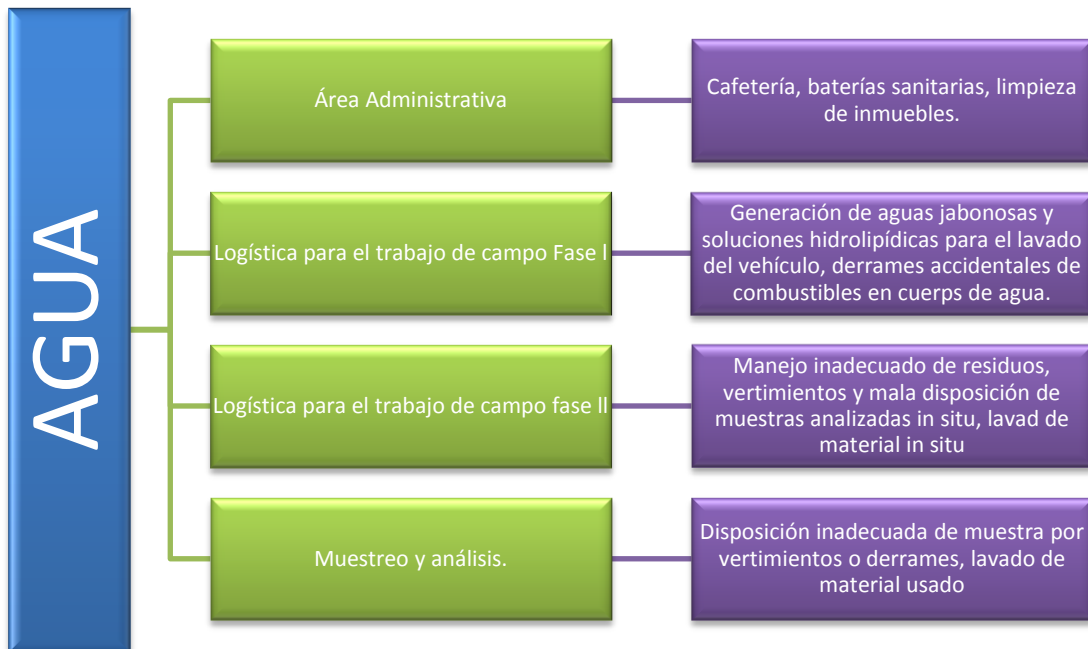 AGUA
Área Administrativa
Cafetería, baterías sanitarias, limpieza
de inmuebles.
Logística para el trabajo de campo Fase I
Generación de aguas jabonosas y
soluciones hidrolipídicas para el lavado
del vehículo, derrames accidentales de
combustibles en cuerps de agua.
Logística para el trabajo de campo fase II
Manejo inadecuado de residuos,
vertimientos y mala disposición de
muestras analizadas in situ, lavad de
material in situ
Muestreo y análisis.
Disposición inadecuada de muestra por
vertimientos o derrames, lavado de
material usado